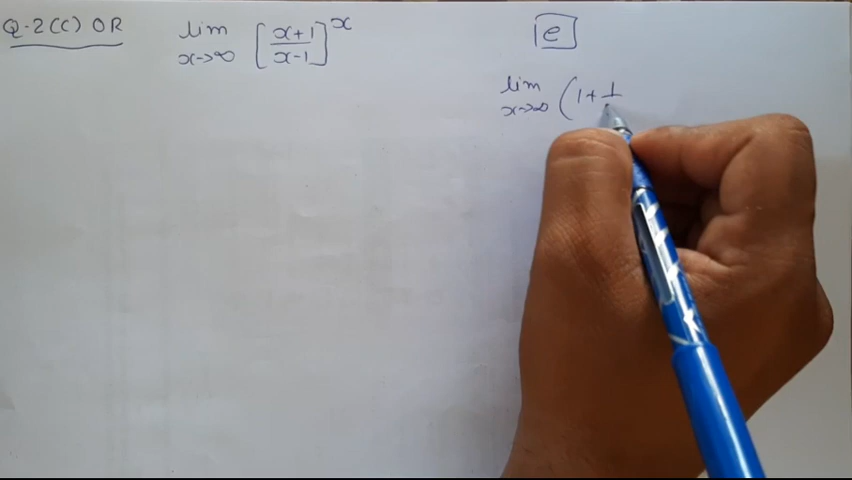 Q.2(C) OR
lim x→∞ [x+1/x-1]^x
e
lim x→∞ (1+1/